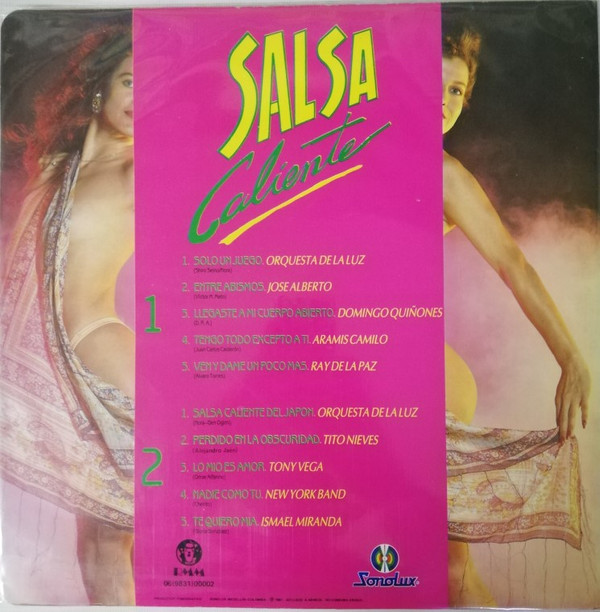 SALSA
Caliente
1
1. SOLO UN JUEGO. ORQUESTA DE LA LUZ
2. ENTRE ABISMOS. JOSE ALBERTO
3. LLEGASTE A MI CUERPO ABIERTO. DOMINGO QUIÑONES
(D.R.A.)
4. TENGO TODO EXCEPTO A TI. ARAMIS CAMILO
5. VEN Y DAME UN POCO MAS. RAY DE LA PAZ
2
1. SALSA CALIENTE DEL JAPON. ORQUESTA DE LA LUZ
2. PERDIDO EN LA OBSCURIDAD. TITO NIEVES
(Alejandro Jaén)
3. LO MIO ES AMOR. TONY VEGA
4. NADIE COMO TU. NEW YORK BAND
5. TE QUIERO MIA. ISMAEL MIRANDA
RMM
SONOLUX